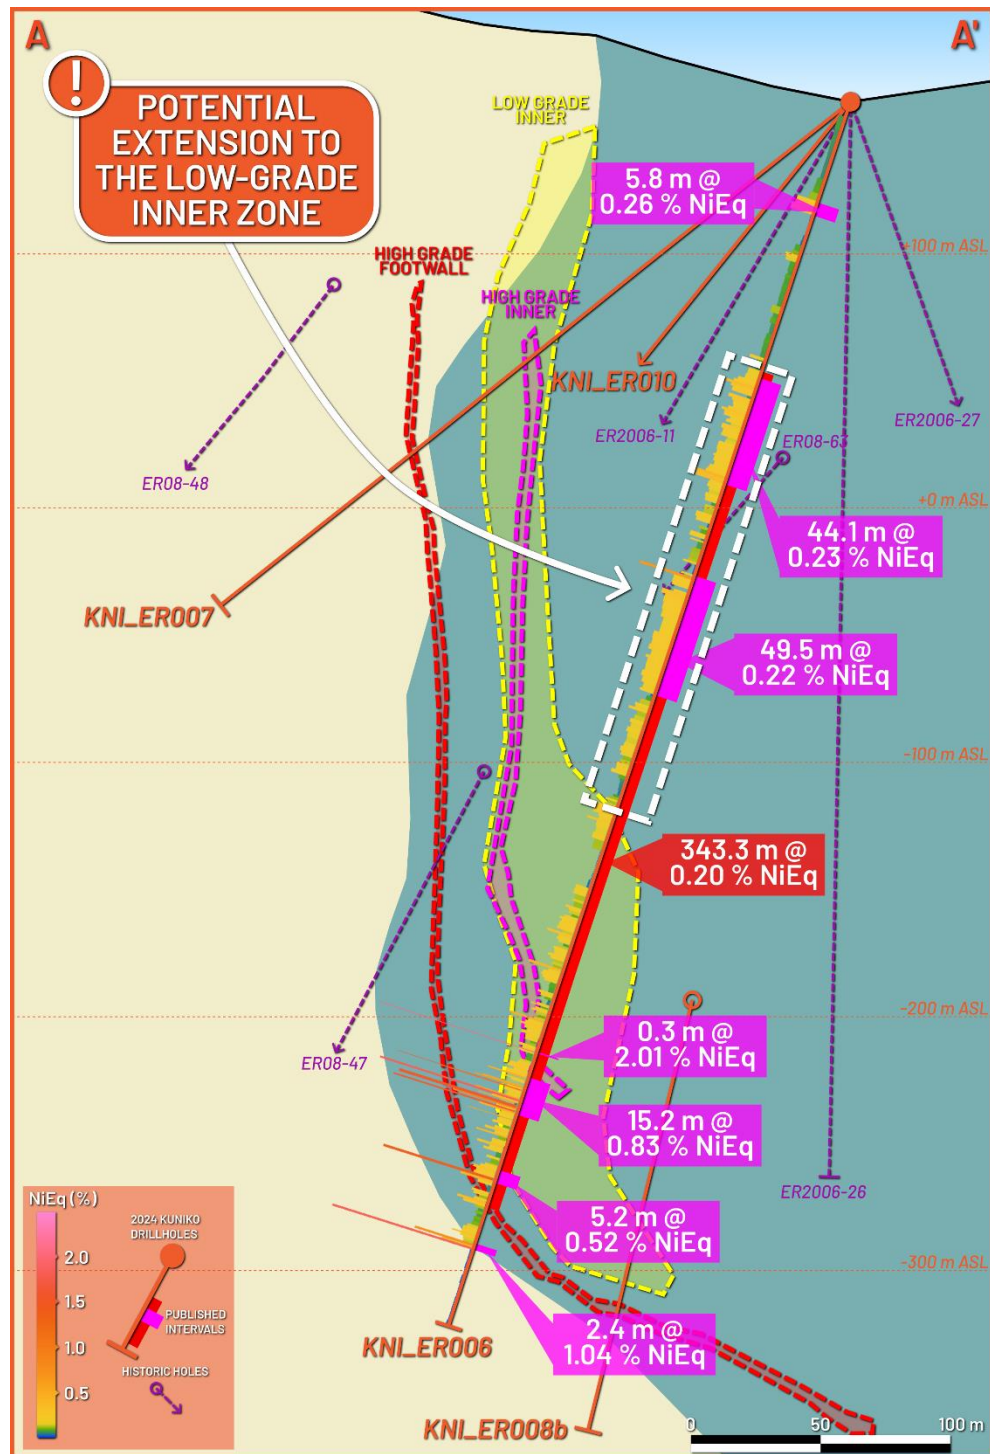 A
A'
!
POTENTIAL
EXTENSION TO
THE LOW-GRADE
INNER ZONE
LOW GRADE
INNER
5.8 m @
0.26 % NiEq
+100 m ASL
HIGH GRADE
FOOTWALL
HIGH GRADE
INNER
KNI_ER010
ER2006-11
ER08-63
ER2006-27
ER08-48
+0 m ASL
44.1 m @
0.23 % NiEq
KNI_ER007
49.5 m @
0.22 % NiEq
-100 m ASL
343.3 m @
0.20 % NiEq
-200 m ASL
0.3 m @
2.01 % NiEq
ER08-47
15.2 m @
0.83 % NiEq
ER2006-26
5.2 m @
0.52 % NiEq
-300 m ASL
2.4 m @
1.04 % NiEq
KNI_ER006
KNI_ER008b
NiEq (%)
2.0
1.5
1.0
0.5
2024 KUNIKO
DRILLHOLES
PUBLISHED
INTERVALS
HISTORIC HOLES
0 50 100 m